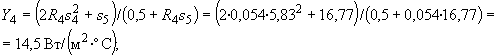 Y₄ = (2R₄s₄² + s₅)/(0,5 + R₄s₅) = (2·0,054·5,83² + 16,77)/(0,5 + 0,054·16,77) =
= 14,5 Вт/(м²·°С),